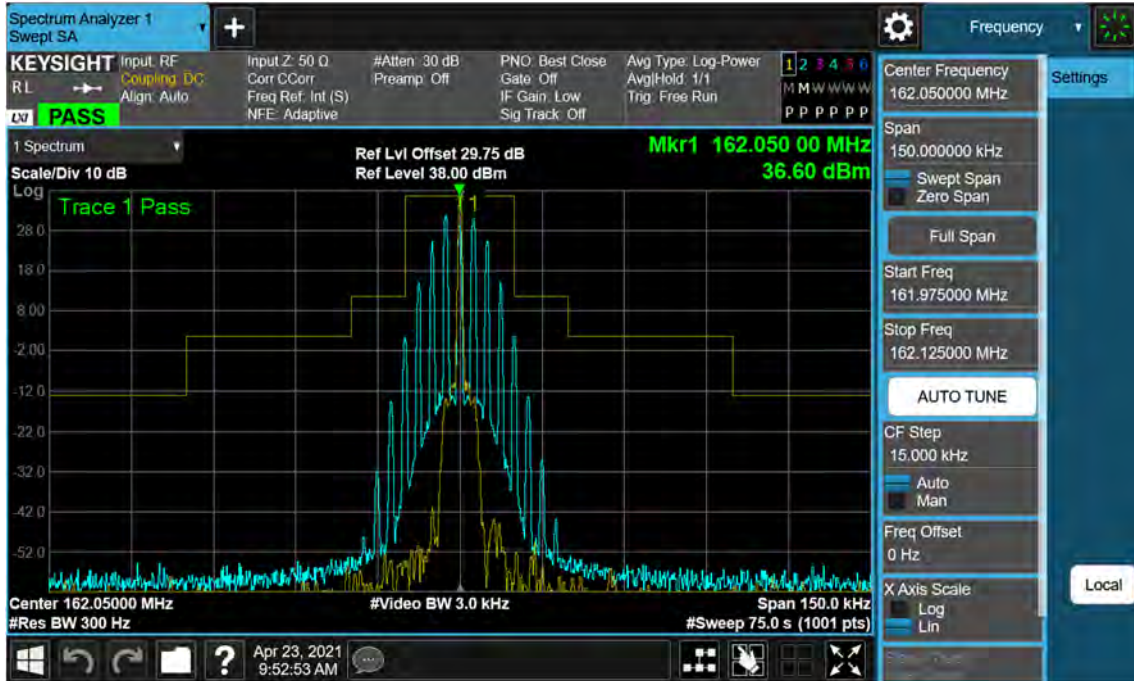 Spectrum Analyzer 1
Swept SA
+
Frequency
KEYSIGHT
RL
LXI
PASS
Input: RF
Coupling: DC
Align: Auto
Input Z: 50 Ω
Corr CCorr
Freq Ref: Int (S)
NFE: Adaptive
#Atten: 30 dB
Preamp: Off
PNO: Best Close
Gate: Off
IF Gain: Low
Sig Track: Off
Avg Type: Log-Power
Avg|Hold: 1/1
Trig: Free Run
1 2 3 4 5 6
M M W W W W
P P P P P P
1 Spectrum
Scale/Div 10 dB
Ref Lvl Offset 29.75 dB
Ref Level 38.00 dBm
Mkr1 162.050 00 MHz
36.60 dBm
Log
Trace 1 Pass
1
28.0
18.0
8.00
-2.00
-12.0
-22.0
-32.0
-42.0
-52.0
Center 162.05000 MHz
#Res BW 300 Hz
#Video BW 3.0 kHz
Span 150.0 kHz
#Sweep 75.0 s (1001 pts)
Center Frequency
162.050000 MHz
Settings
Span
150.000000 kHz
Swept Span
Zero Span
Full Span
Start Freq
161.975000 MHz
Stop Freq
162.125000 MHz
AUTO TUNE
CF Step
15.000 kHz
Auto
Man
Freq Offset
0 Hz
X Axis Scale
Log
Lin
Local
?
Apr 23, 2021
9:52:53 AM